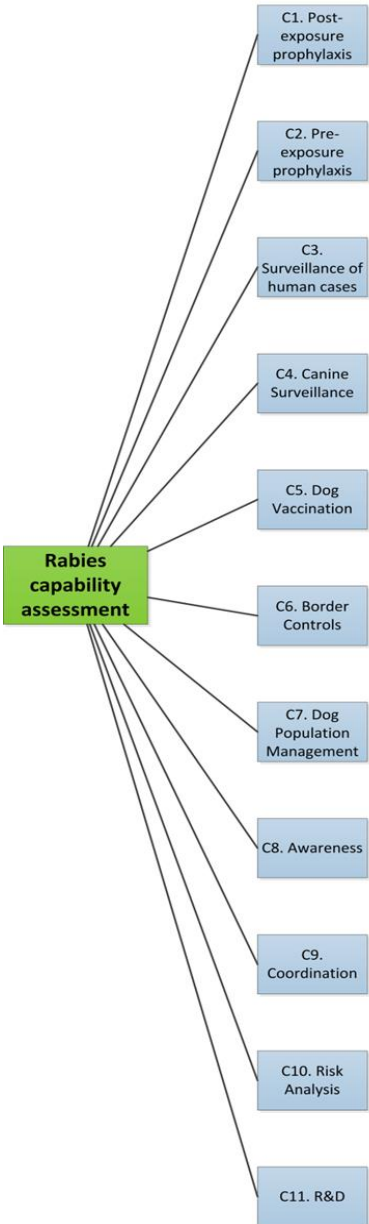 C1. Post-
exposure
prophylaxis
C2. Pre-
exposure
prophylaxis
C3.
Surveillance of
human cases
C4. Canine
Surveillance
C5. Dog
Vaccination
Rabies
capability
assessment
C6. Border
Controls
C7. Dog
Population
Management
C8. Awareness
C9.
Coordination
C10. Risk
Analysis
C11. R&D